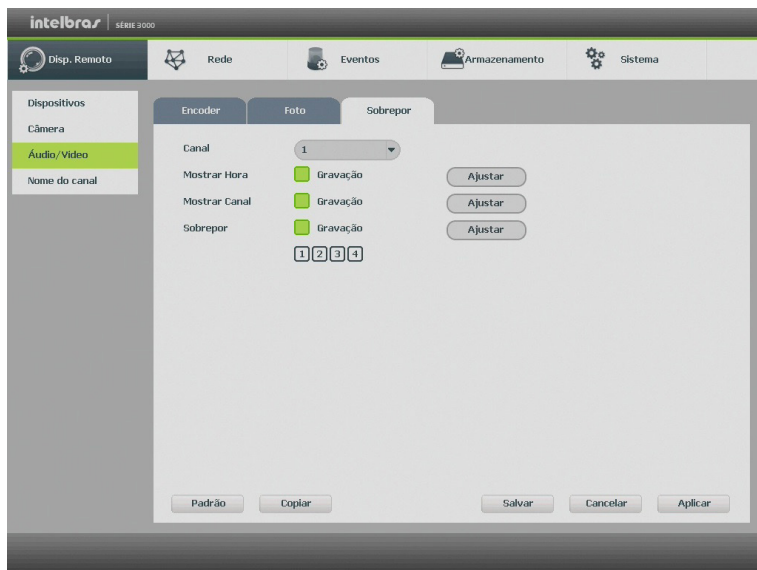 intelbras SÉRIE 3000
Disp. Remoto Rede Eventos Armazenamento Sistema
Dispositivos
Câmera
Áudio/Video
Nome do canal
Encoder Foto Sobrepor
Canal 1
Mostrar Hora Gravação Ajustar
Mostrar Canal Gravação Ajustar
Sobrepor Gravação Ajustar
1 2 3 4
Padrão Copiar Salvar Cancelar Aplicar